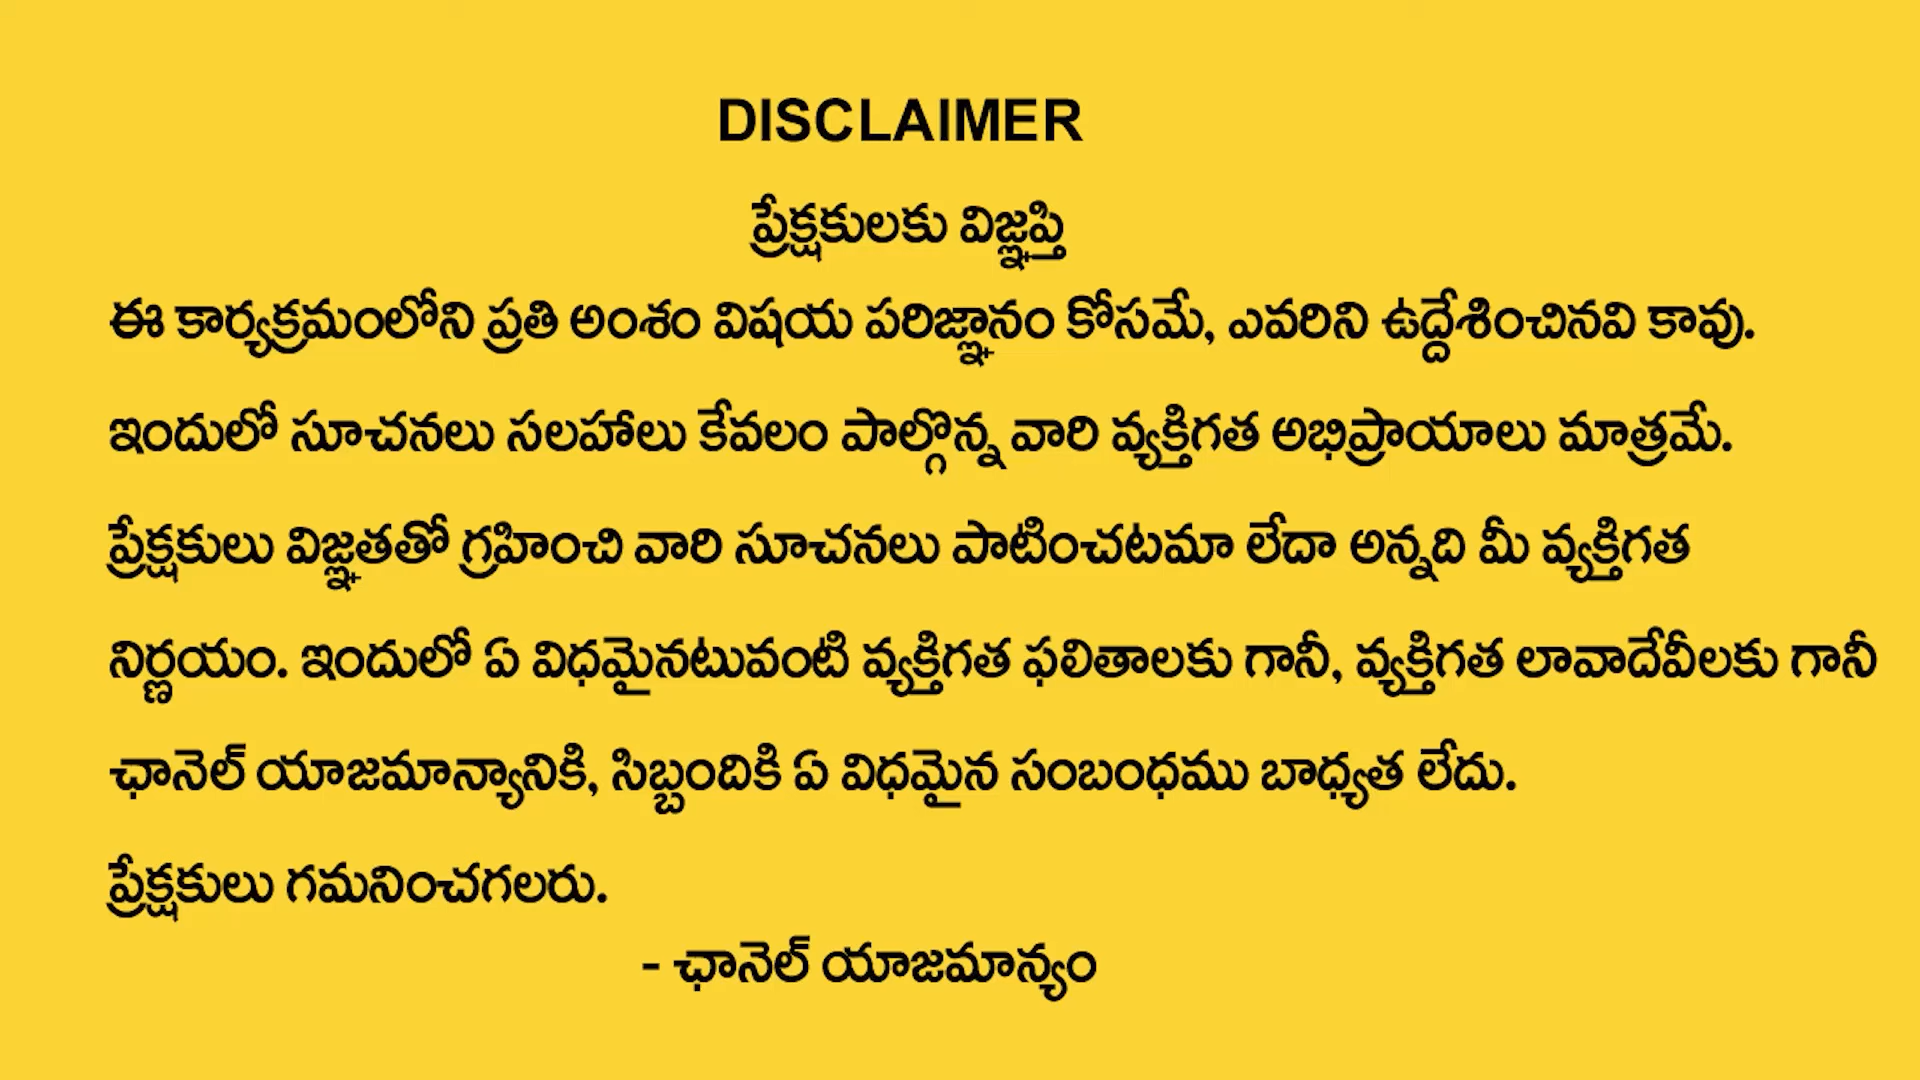 DISCLAIMER
ప్రేక్షకులకు విజ్ఞప్తి
ఈ కార్యక్రమంలోని ప్రతి అంశం విషయ పరిజ్ఞానం కోసమే, ఎవరిని ఉద్దేశించినవి కావు.
ఇందులో సూచనలు సలహాలు కేవలం పాల్గొన్న వారి వ్యక్తిగత అభిప్రాయాలు మాత్రమే.
ప్రేక్షకులు విజ్ఞతతో గ్రహించి వారి సూచనలు పాటించటమా లేదా అన్నది మీ వ్యక్తిగత
నిర్ణయం. ఇందులో ఏ విధమైనటువంటి వ్యక్తిగత ఫలితాలకు గానీ, వ్యక్తిగత లావాదేవీలకు గానీ
ఛానెల్ యాజమాన్యానికి, సిబ్బందికి ఏ విధమైన సంబంధము బాధ్యత లేదు.
ప్రేక్షకులు గమనించగలరు.
- ఛానెల్ యాజమాన్యం